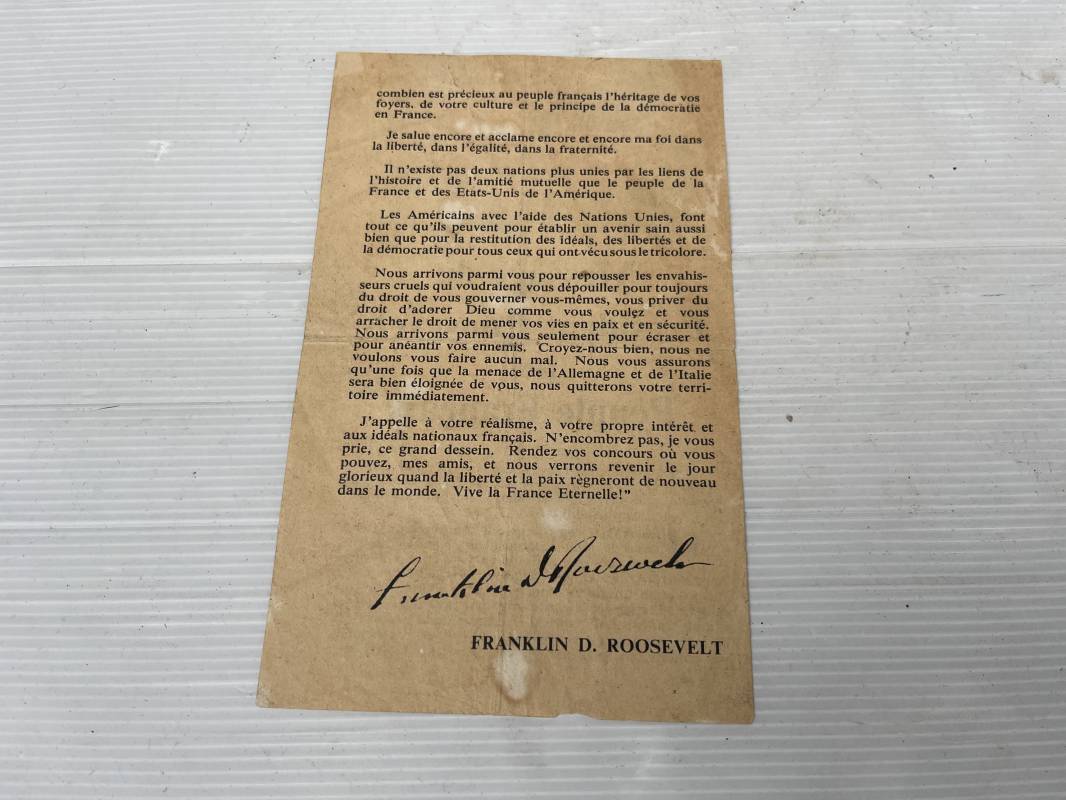 combien est précieux au peuple français l'héritage de vos
foyers, de votre culture et le principe de la démocratie
en France.
Je salue encore et acclame encore et encore ma foi dans
la liberté, dans l'égalité, dans la fraternité.
Il n'existe pas deux nations plus unies par les liens de
l'histoire et de l'amitié mutuelle que le peuple de la
France et des Etats-Unis de l'Amérique.
Les Américains avec l'aide des Nations Unies, font
tout ce qu'ils peuvent pour établir un avenir sain aussi
bien que pour la restitution des idéals, des libertés et de
la démocratie pour tous ceux qui ont vécu sous le tricolore.
Nous arrivons parmi vous pour repousser les envahis-
seurs cruels qui voudraient vous dépouiller pour toujours
du droit de vous gouverner vous-mêmes, vous priver du
droit d'adorer Dieu comme vous voulez et vous
arracher le droit de mener vos vies en paix et en sécurité.
Nous arrivons parmi vous seulement pour écraser et
pour anéantir vos ennemis. Croyez-nous bien, nous ne
voulons vous faire aucun mal. Nous vous assurons
qu'une fois que la menace de l'Allemagne et de l'Italie
sera bien éloignée de vous, nous quitterons votre terri-
toire immédiatement.
J'appelle à votre réalisme, à votre propre intérêt et
aux idéals nationaux français. N'encombrez pas, je vous
prie, ce grand dessein. Rendez vos concours où vous
pouvez, mes amis, et nous verrons revenir le jour
glorieux quand la liberté et la paix règneront de nouveau
dans le monde. Vive la France Eternelle!"
Franklin D Roosevelt
FRANKLIN D. ROOSEVELT